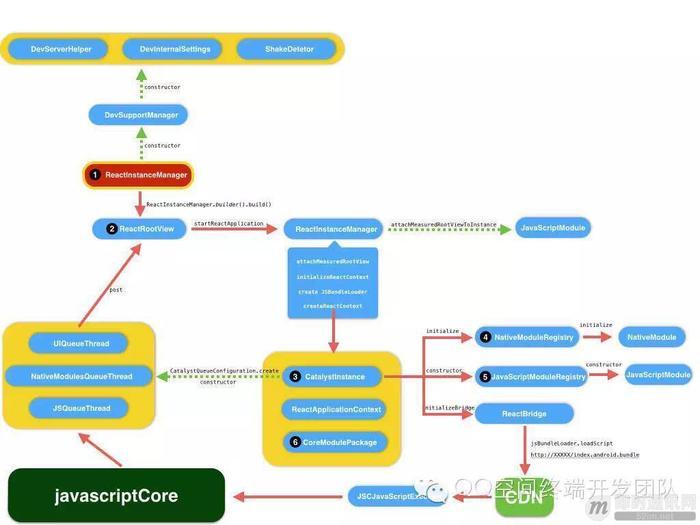 DevServerHelper
DevInternalSettings
ShakeDetetor
constructor
DevSupportManager
constructor
1 ReactInstanceManager
ReactInstanceManager.builder().build()
2 ReactRootView
startReactApplication
ReactInstanceManager
attachMeasuredRootViewToInstance
JavaScriptModule
attachMeasuredRootView
initializeReactContext
create JSBundleLoader
createReactContext
post
UIQueueThread
NativeModulesQueueThread
JSQueueThread
CatalystQueueConfiguration.create
constructor
3 CatalystInstance
ReactApplicationContext
6 CoreModulePackage
initialize
4 NativeModuleRegistry
initialize
NativeModule
constructor
5 JavaScriptModuleRegistry
constructor
JavaScriptModule
initializeBridge
ReactBridge
jsBundleLoader.loadScript
http://XXXXX/index.android.bundle
javascriptCore
CDN
QQ空间终端开发团队
52im.net